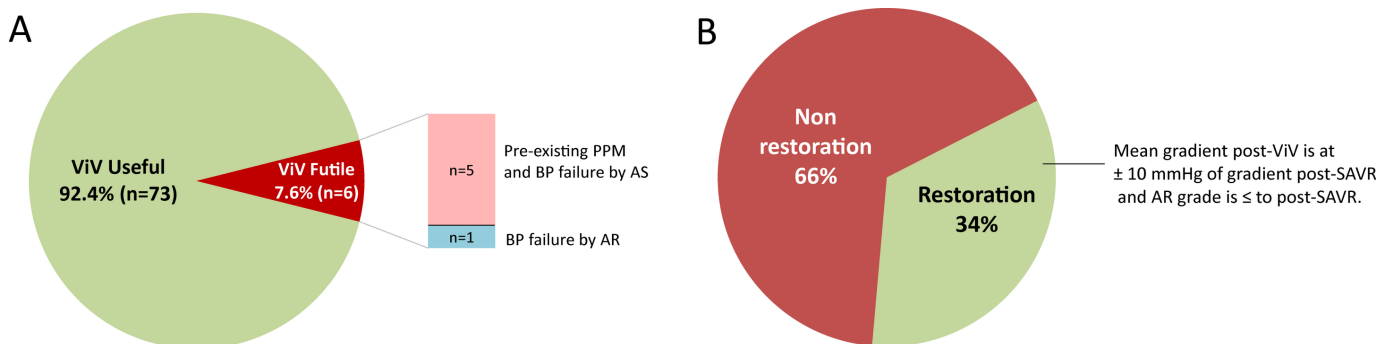 A
ViV Useful
92.4% (n=73)
ViV Futile
7.6% (n=6)
n=5
Pre-existing PPM
and BP failure by AS
n=1
BP failure by AR
B
Non
restoration
66%
Restoration
34%
Mean gradient post-ViV is at
± 10 mmHg of gradient post-SAVR
and AR grade is ≤ to post-SAVR.